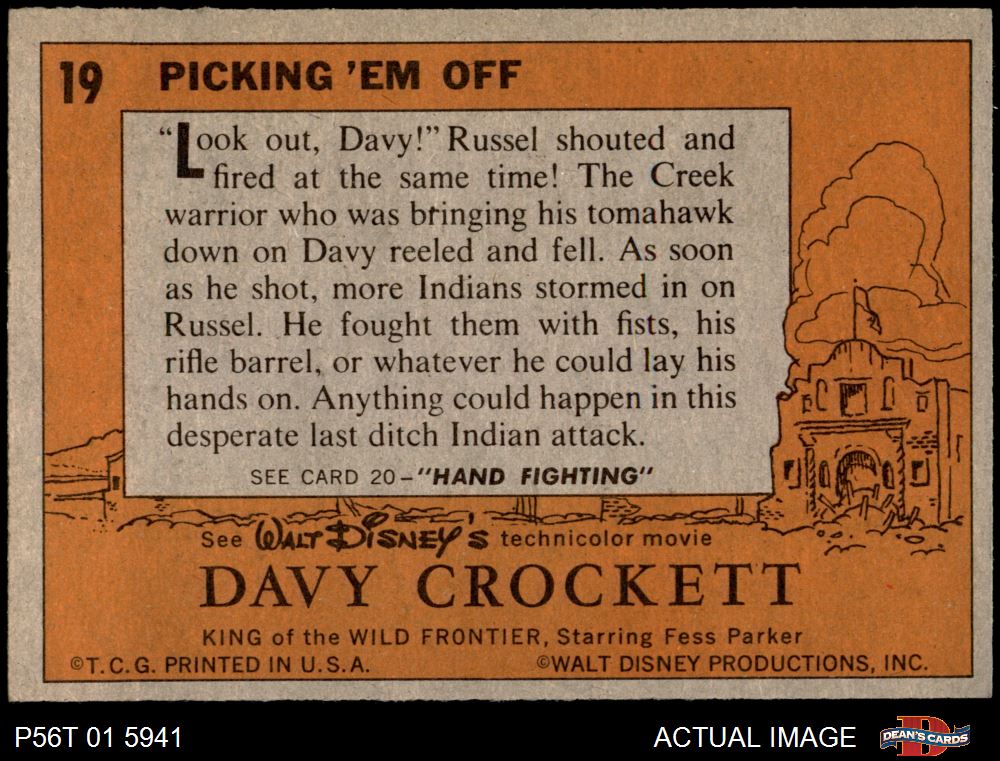 19 PICKING 'EM OFF
"Look out, Davy!" Russel shouted and
fired at the same time! The Creek
warrior who was bringing his tomahawk
down on Davy reeled and fell. As soon
as he shot, more Indians stormed in on
Russel. He fought them with fists, his
rifle barrel, or whatever he could lay his
hands on. Anything could happen in this
desperate last ditch Indian attack.
SEE CARD 20–"HAND FIGHTING"
See WALT DISNEY'S technicolor movie
DAVY CROCKETT
KING of the WILD FRONTIER, Starring Fess Parker
©T.C.G. PRINTED IN U.S.A. ©WALT DISNEY PRODUCTIONS, INC.
P56T 01 5941 ACTUAL IMAGE D DEAN'S CARDS